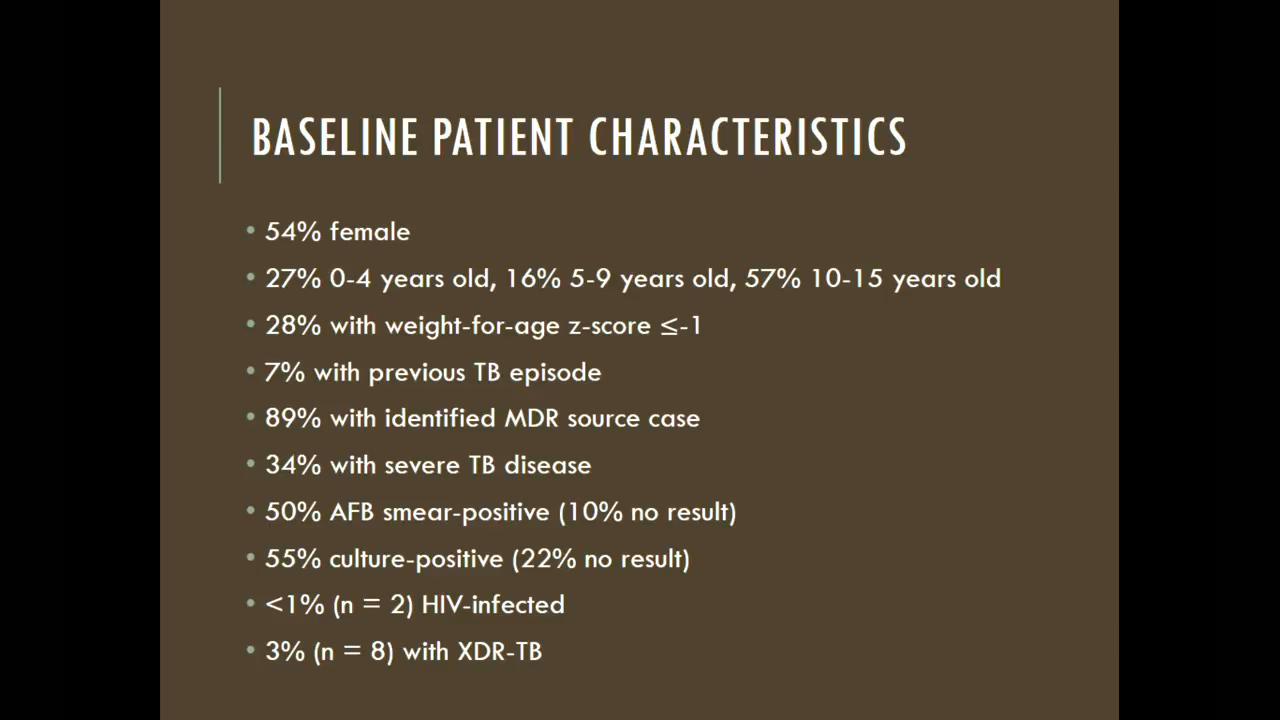 BASELINE PATIENT CHARACTERISTICS
• 54% female
• 27% 0-4 years old, 16% 5-9 years old, 57% 10-15 years old
• 28% with weight-for-age z-score ≤-1
• 7% with previous TB episode
• 89% with identified MDR source case
• 34% with severe TB disease
• 50% AFB smear-positive (10% no result)
• 55% culture-positive (22% no result)
• <1% (n = 2) HIV-infected
• 3% (n = 8) with XDR-TB